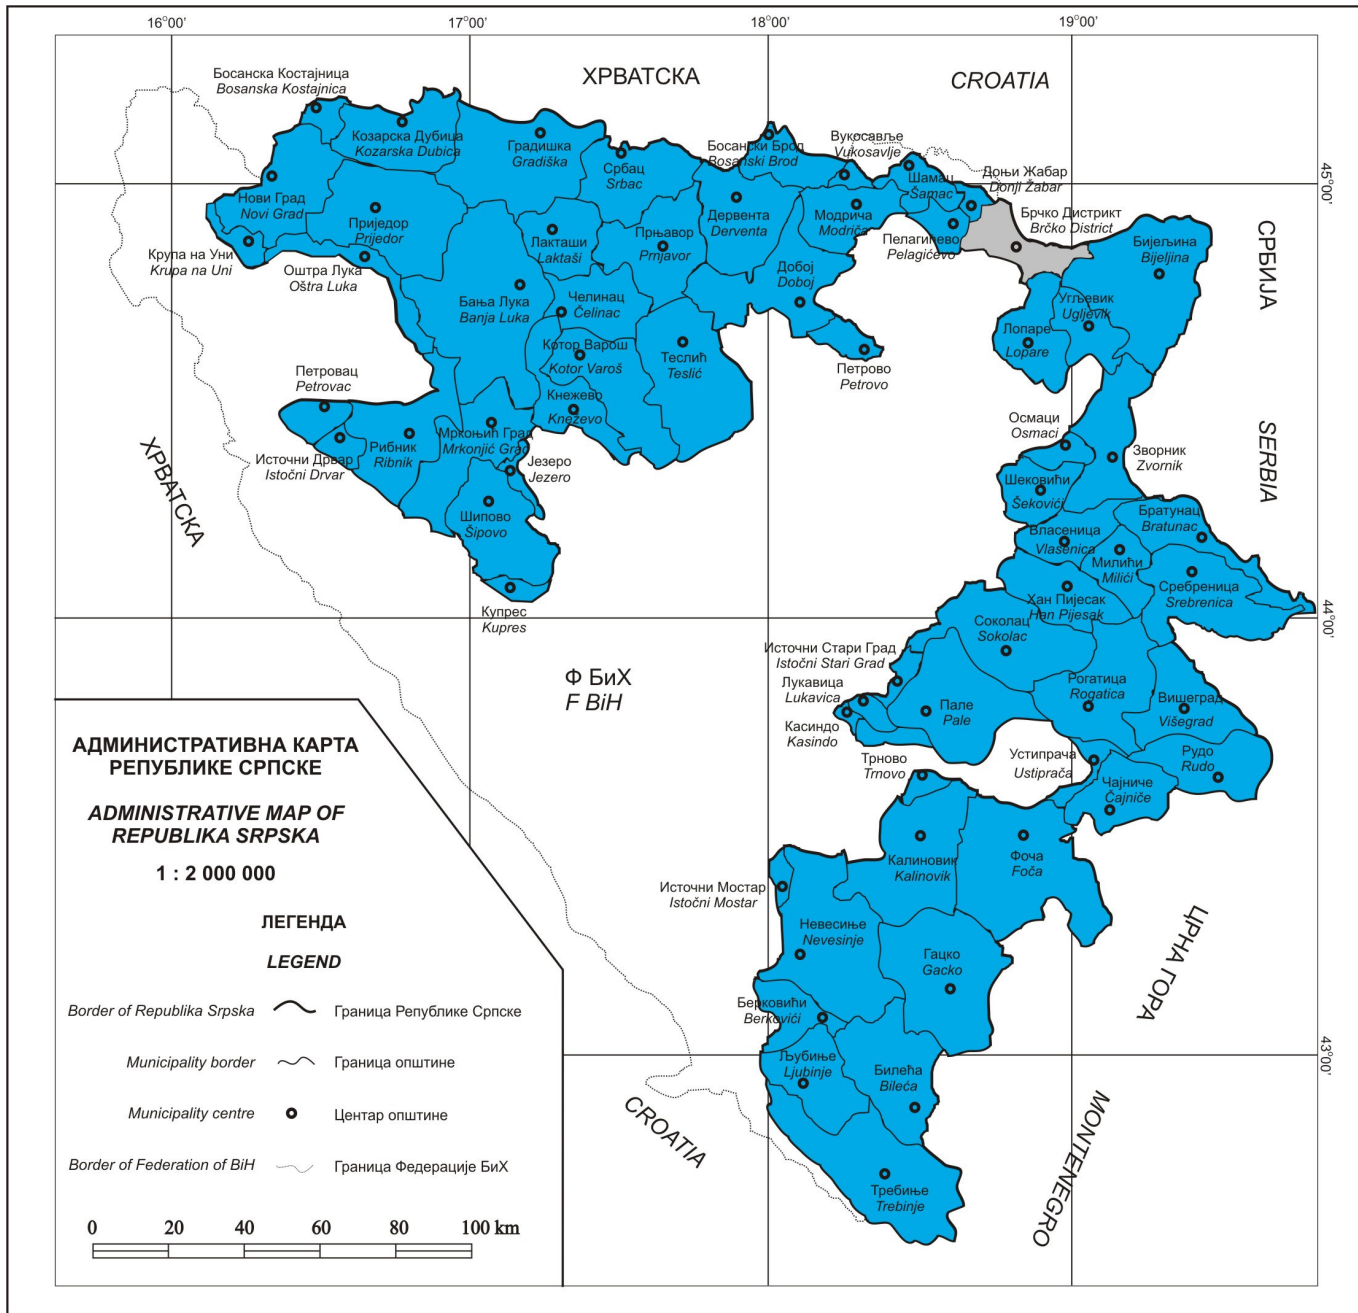 16°00'
17°00'
18°00'
19°00'
ХРВАТСКА
CROATIA
Босанска Костајница
Bosanska Kostajnica
Козарска Дубица
Kozarska Dubica
Градишка
Gradiška
Србац
Srbac
Босански Брод
Bosanski Brod
Вукосавље
Vukosavlje
Шамац
Šamac
Доњи Жабар
Donji Žabar
45°00'
Нови Град
Novi Grad
Приједор
Prijedor
Дервента
Derventa
Модрича
Modriča
Пелагићево
Pelagićevo
Брчко Дистрикт
Brčko District
Бијељина
Bijeljina
СРБИЈА
Крупа на Уни
Krupa na Uni
Оштра Лука
Oštra Luka
Лакташи
Laktaši
Прњавор
Prnjavor
Добој
Doboj
Бања Лука
Banja Luka
Челинац
Čelinac
Угљевик
Ugljevik
Лопаре
Lopare
Котор Варош
Kotor Varoš
Теслић
Teslić
Петрово
Petrovo
Петровац
Petrovac
Кнежево
Knezevo
Осмаци
Osmaci
SERBIA
Источни Дрвар
Istočni Drvar
Рибник
Ribnik
Мркоњић Град
Mrkonjić Grad
Језеро
Jezero
Зворник
Zvornik
Шековићи
Šekovići
ХРВАТСКА
Шипово
Šipovo
Братунац
Bratunac
Власеница
Vlasenica
Милићи
Milići
Сребреница
Srebrenica
Хан Пијесак
Han Pijesak
Купрес
Kupres
44°00'
Соколац
Sokolac
Источни Стари Град
Istočni Stari Grad
Ф БиХ
F BiH
Лукавица
Lukavica
Касиндо
Kasindo
Пале
Pale
Рогатица
Rogatica
Вишеград
Višegrad
Трново
Trnovo
Устипрача
Ustiprača
Рудо
Rudo
Чајниче
Čajniče
Калиновик
Kalinovik
Фоча
Foča
Источни Мостар
Istočni Mostar
Невесиње
Nevesinje
Гацко
Gacko
ЦРНА ГОРА
Берковићи
Berkovići
43°00'
Љубиње
Ljubinje
Билећа
Bileća
CROATIA
MONTENEGRO
Требиње
Trebinje
АДМИНИСТРАТИВНА КАРТА
РЕПУБЛИКЕ СРПСКЕ
ADMINISTRATIVE MAP OF
REPUBLIKA SRPSKA
1 : 2 000 000
ЛЕГЕНДА
LEGEND
Border of Republika Srpska Граница Републике Српске
Municipality border Граница општине
Municipality centre Центар општине
Border of Federation of BiH Граница Федерације БиХ
0 20 40 60 80 100 km